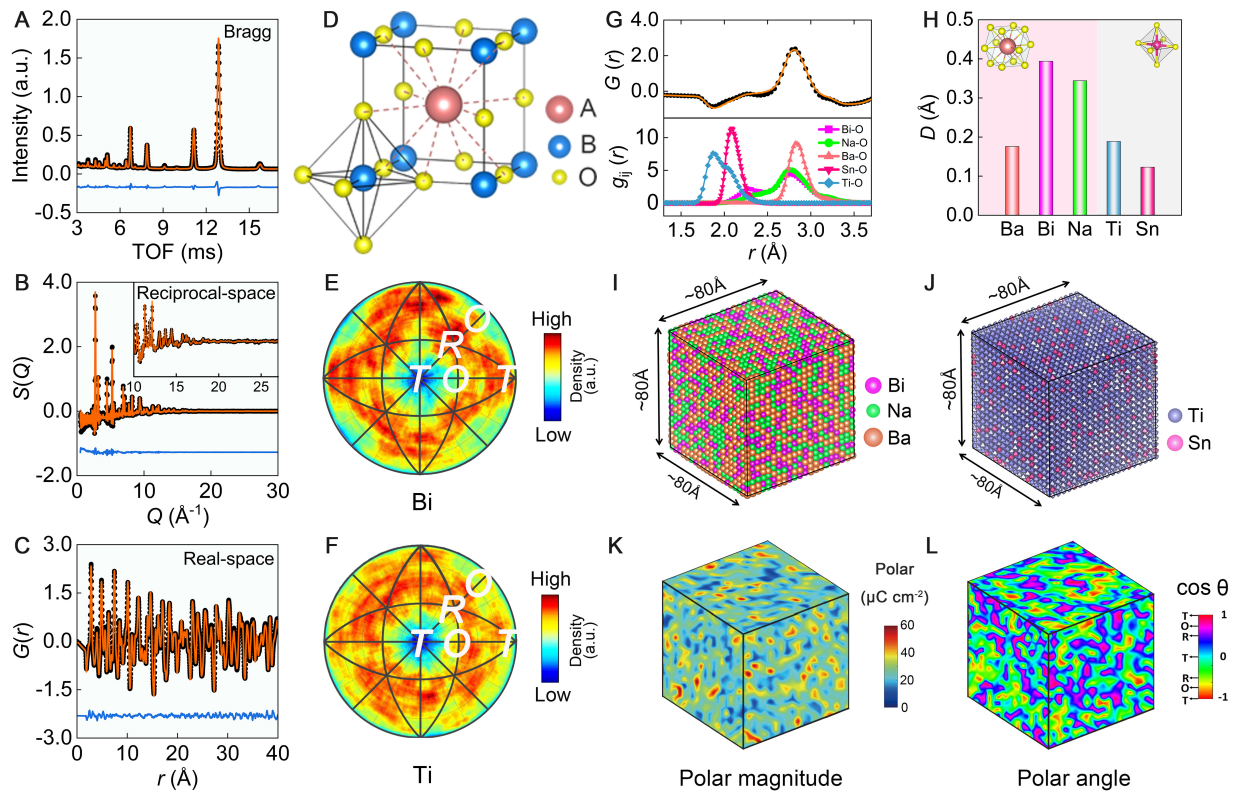 A
Bragg
Intensity (a.u.)
2.0
1.5
1.0
0.5
0.0
-0.5
3 6 9 12 15
TOF (ms)
B
Reciprocal-space
S(Q)
4.0
2.0
0.0
-2.0
10 15 20 25
0 10 20 30
Q (Å-1)
C
Real-space
G(r)
3.0
1.5
0.0
-1.5
-3.0
0 10 20 30 40
r (Å)
D
A
B
O
E
O
R
T O T
High
Density
(a.u.)
Low
Bi
F
O
R
T O T
High
Density
(a.u.)
Low
Ti
G
G (r)
4.0
2.0
0.0
gij (r)
10
5
0
Bi-O
Na-O
Ba-O
Sn-O
Ti-O
1.5 2.0 2.5 3.0 3.5
r (Å)
H
D (Å)
0.5
0.4
0.3
0.2
0.1
0.0
Ba Bi Na Ti Sn
I
~80Å
~80Å
~80Å
Bi
Na
Ba
J
~80Å
~80Å
~80Å
Ti
Sn
K
Polar
(μC cm-2)
60
40
20
0
Polar magnitude
L
cos θ
T
O
R
T
R
O
T
1
0
-1
Polar angle